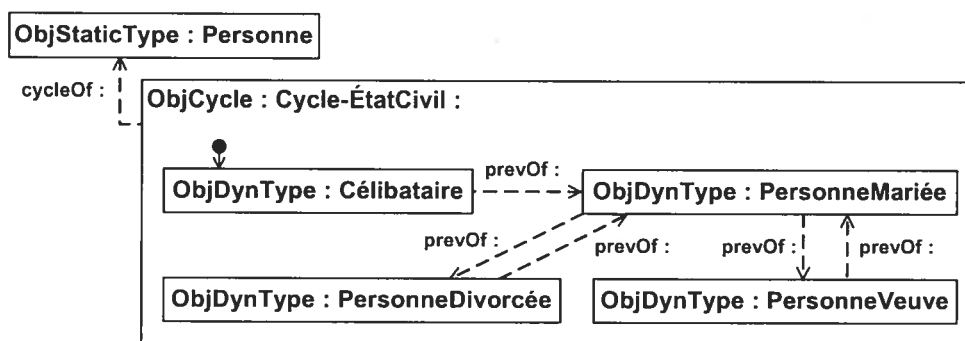 ObjStaticType : Personne
cycleOf :
ObjCycle : Cycle-ÉtatCivil :
prevOf :
ObjDynType : Célibataire
ObjDynType : PersonneMariée
prevOf :
prevOf :
prevOf :
prevOf :
ObjDynType : PersonneDivorcée
ObjDynType : PersonneVeuve